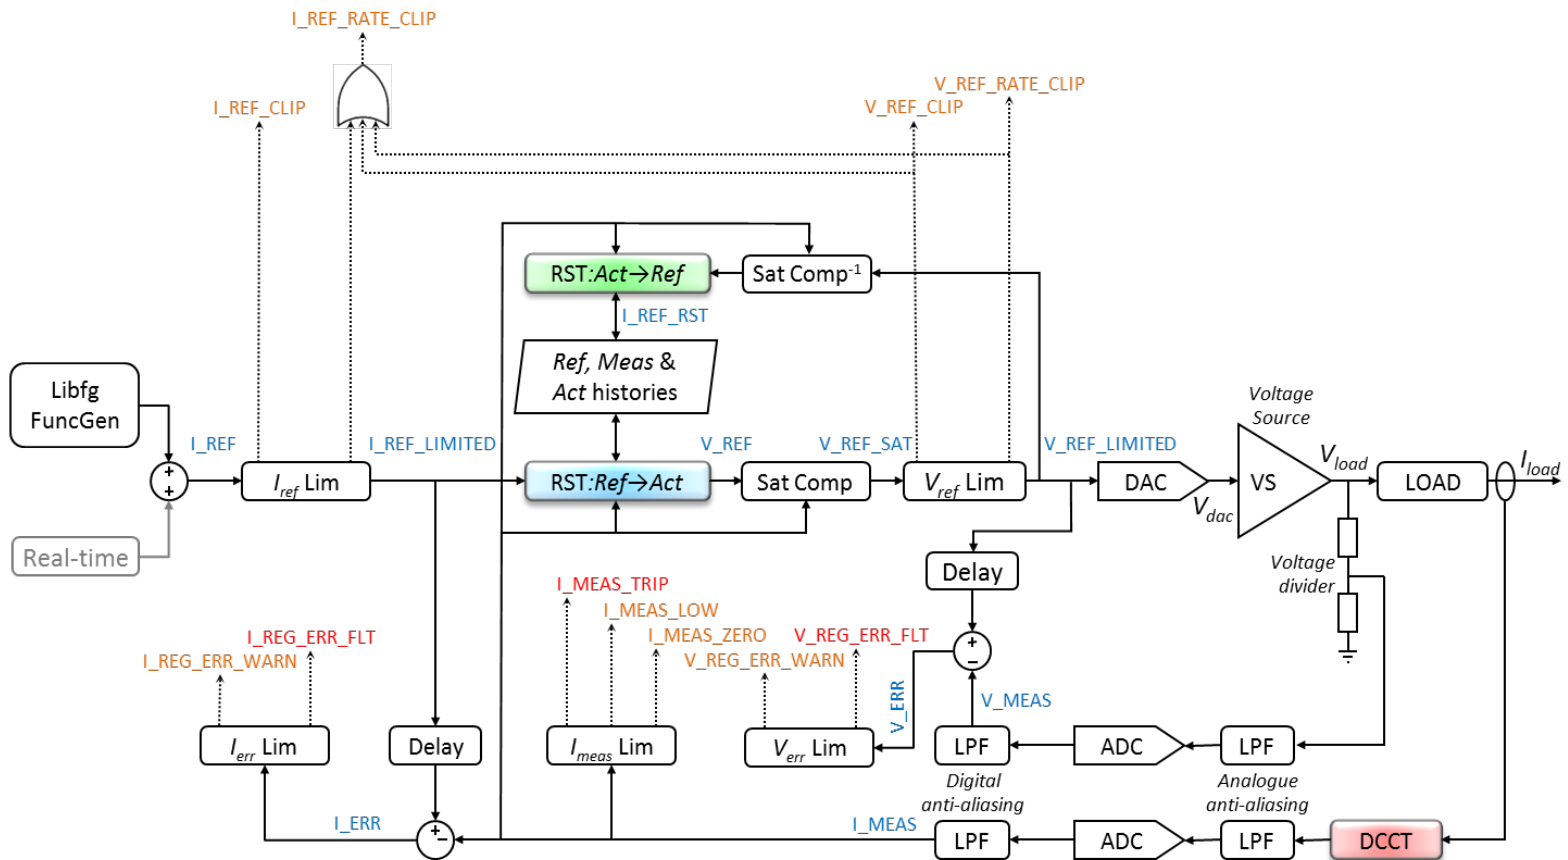 I_REF_RATE_CLIP
I_REF_CLIP
V_REF_CLIP
V_REF_RATE_CLIP
RST:Act→Ref
Sat Comp-1
I_REF_RST
Ref, Meas &
Act histories
Libfg
FuncGen
+
+
Real-time
I_REF
Iref Lim
I_REF_LIMITED
RST:Ref→Act
V_REF
Sat Comp
V_REF_SAT
Vref Lim
V_REF_LIMITED
DAC
Vdac
Voltage
Source
VS
Vload
LOAD
Iload
Voltage
divider
Delay
+
−
V_ERR
V_MEAS
I_MEAS_TRIP
I_MEAS_LOW
I_MEAS_ZERO
V_REG_ERR_FLT
V_REG_ERR_WARN
I_REG_ERR_FLT
I_REG_ERR_WARN
Ierr Lim
Delay
Imeas Lim
Verr Lim
LPF
ADC
LPF
Digital
anti-aliasing
Analogue
anti-aliasing
I_ERR
+
-
I_MEAS
LPF
ADC
LPF
DCCT